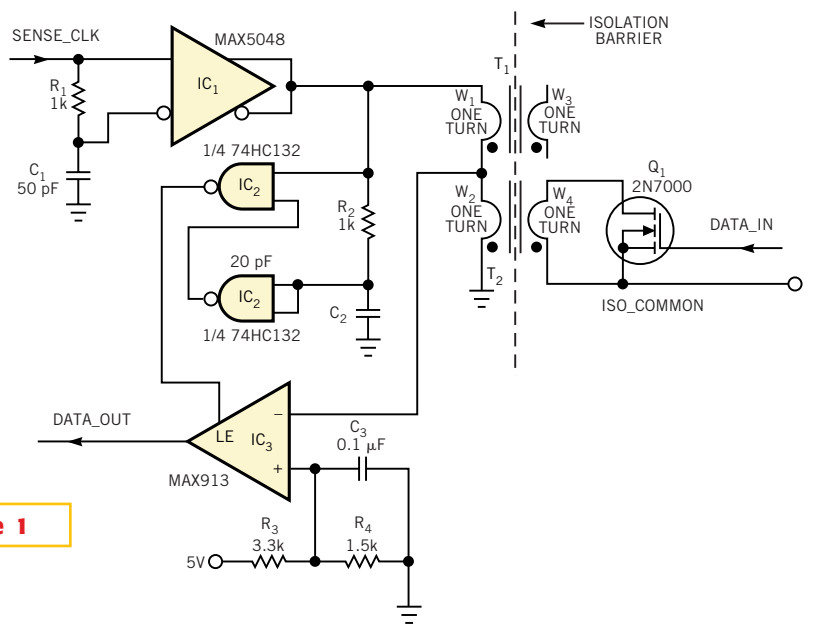 SENSE_CLK
MAX5048
ISOLATION
BARRIER
R1
1k
IC1
T1
W1
ONE
TURN
W3
ONE
TURN
C1
50 pF
1/4 74HC132
IC2
R2
1k
W2
ONE
TURN
W4
ONE
TURN
Q1
2N7000
DATA_IN
20 pF
IC2
C2
T2
1/4 74HC132
ISO_COMMON
DATA_OUT
LE
IC3
−
+
MAX913
C3
0.1 µF
R3
3.3k
R4
1.5k
5V
e 1